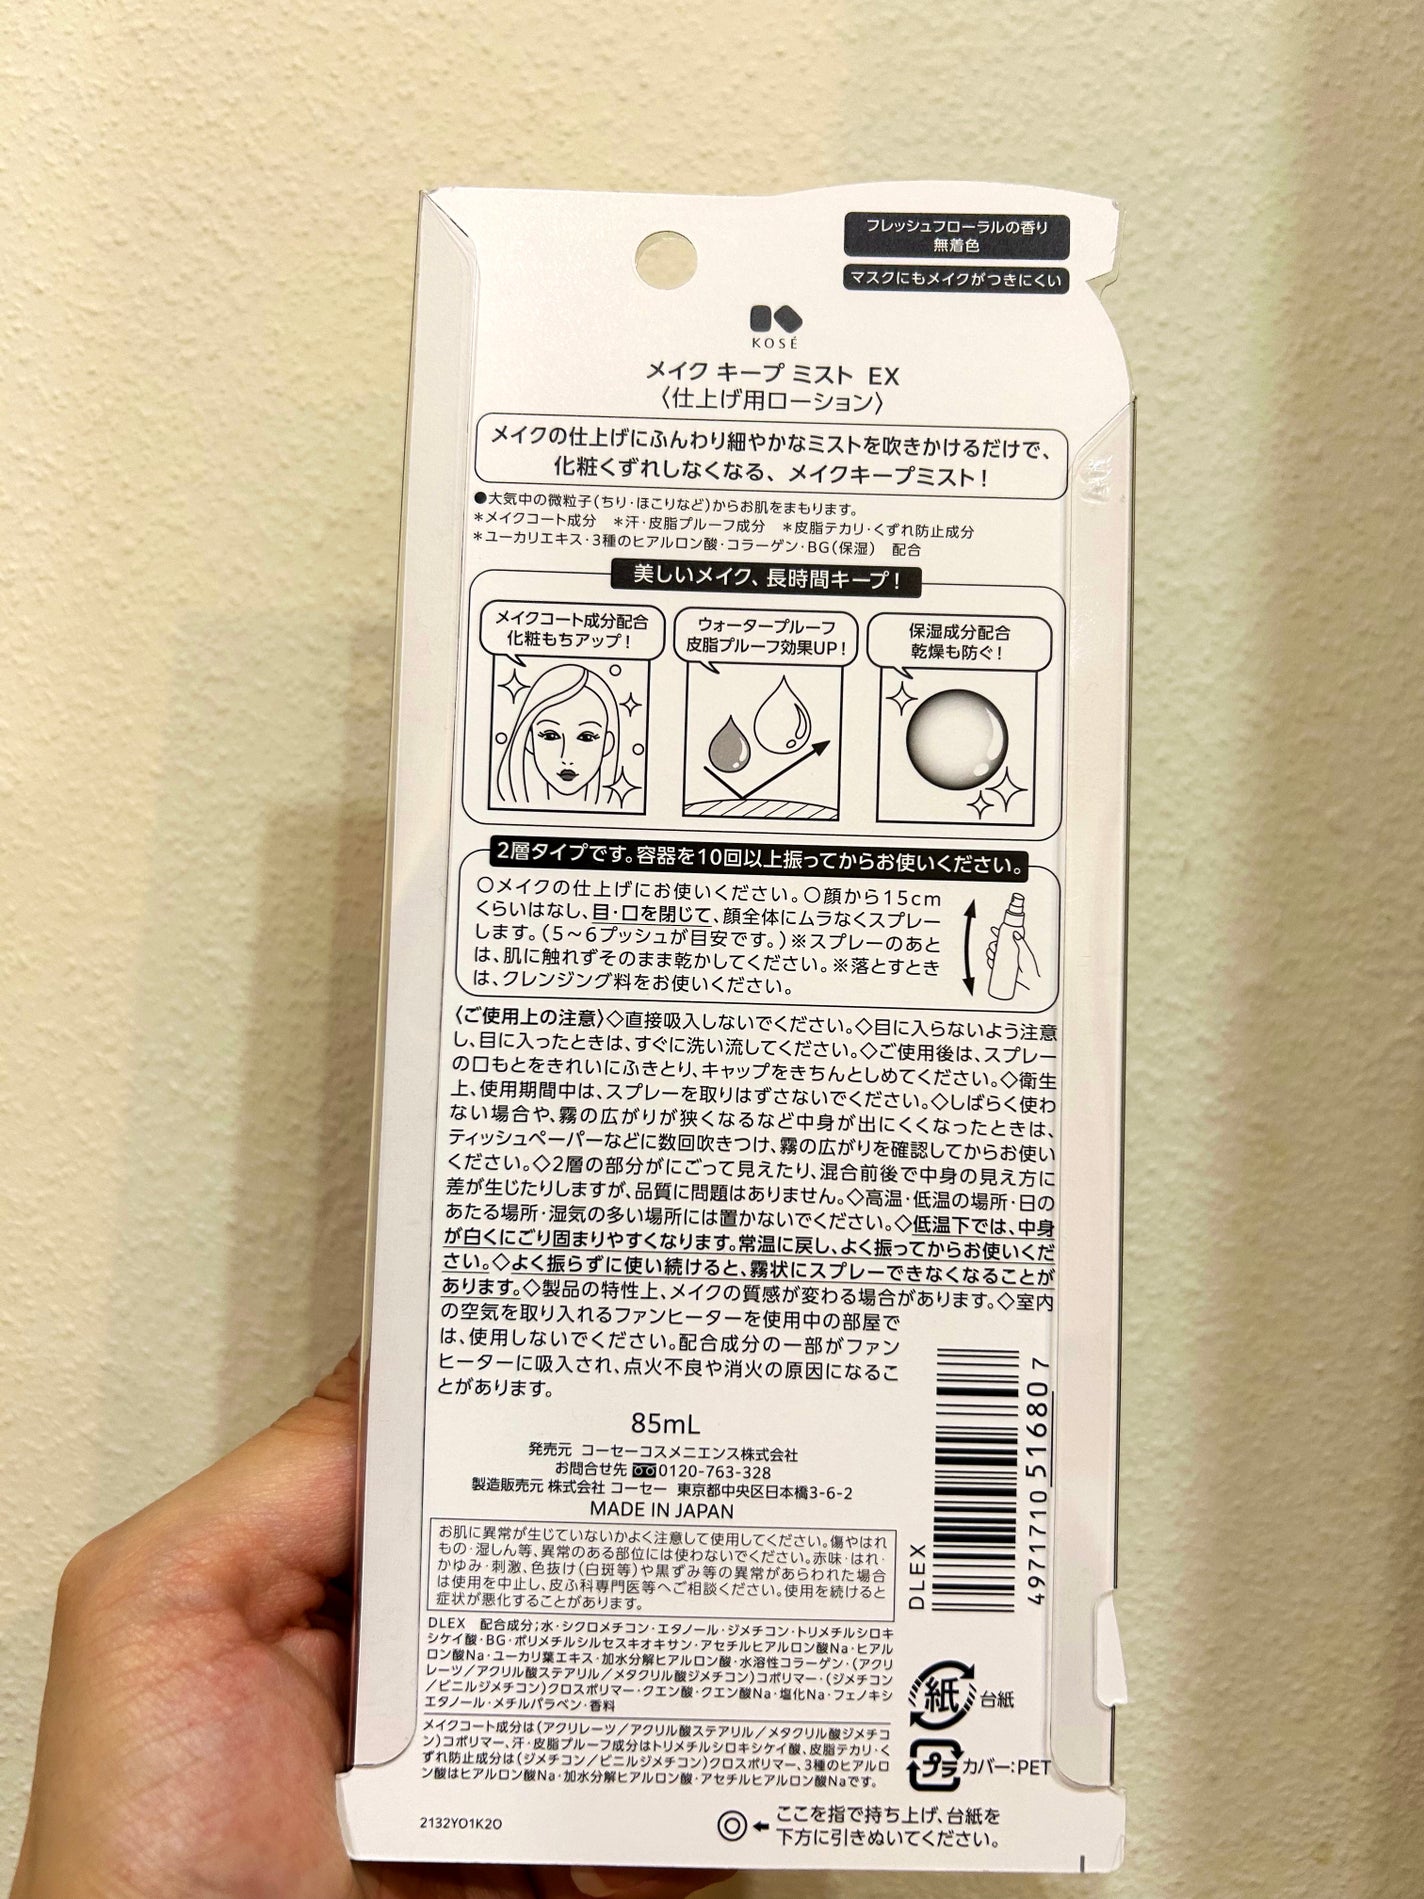 フレッシュフローラルの香り
無着色
マスクにもメイクがつきにくい
KOSÉ
メイク キープ ミスト EX
〈仕上げ用ローション〉
メイクの仕上げにふんわり細やかなミストを吹きかけるだけで、
化粧くずれしなくなる、メイクキープミスト！
●大気中の微粒子(ちり・ほこりなど)からお肌をまもります。
＊メイクコート成分　＊汗・皮脂プルーフ成分　＊皮脂テカリ・くずれ防止成分
＊ユーカリエキス・3種のヒアルロン酸・コラーゲン・BG(保湿)　配合
美しいメイク、長時間キープ！
メイクコート成分配合
化粧もちアップ！
ウォータープルーフ
皮脂プルーフ効果UP！
保湿成分配合
乾燥も防ぐ！
2層タイプです。容器を10回以上振ってからお使いください。
○メイクの仕上げにお使いください。○顔から15cm
くらいはなし、目・口を閉じて、顔全体にムラなくスプレー
します。(5～6プッシュが目安です。)※スプレーのあと
は、肌に触れずそのまま乾かしてください。※落とすとき
は、クレンジング料をお使いください。
〈ご使用上の注意〉◇直接吸入しないでください。◇目に入らないよう注意
し、目に入ったときは、すぐに洗い流してください。◇ご使用後は、スプレー
の口もとをきれいにふきとり、キャップをきちんとしめてください。◇衛生
上、使用期間中は、スプレーを取りはずさないでください。◇しばらく使わ
ない場合や、霧の広がりが狭くなるなど中身が出にくくなったときは、
ティッシュペーパーなどに数回吹きつけ、霧の広がりを確認してからお使い
ください。◇2層の部分がにごって見えたり、混合前後で中身の見え方に
差が生じたりしますが、品質に問題はありません。◇高温・低温の場所・日の
あたる場所・湿気の多い場所には置かないでください。◇低温下では、中身
が白くにごり固まりやすくなります。常温に戻し、よく振ってからお使いくだ
さい。◇よく振らずに使い続けると、霧状にスプレーできなくなることが
あります。◇製品の特性上、メイクの質感が変わる場合があります。◇室内
の空気を取り入れるファンヒーターを使用中の部屋で
は、使用しないでください。配合成分の一部がファン
ヒーターに吸入され、点火不良や消火の原因になるこ
とがあります。
85mL
発売元 コーセーコスメニエンス株式会社
お問合せ先 0120-763-328
製造販売元 株式会社 コーセー 東京都中央区日本橋3-6-2
MADE IN JAPAN
お肌に異常が生じていないかよく注意して使用してください。傷やはれ
もの・湿しん等、異常のある部位には使わないでください。赤味・はれ・
かゆみ・刺激、色抜け(白斑等)や黒ずみ等の異常があらわれた場合
は使用を中止し、皮ふ科専門医等へご相談ください。使用を続けると
症状が悪化することがあります。
DLEX　配合成分；水・シクロメチコン・エタノール・ジメチコン・トリメチルシロキ
シケイ酸・BG・ポリメチルシルセスキオキサン・アセチルヒアルロン酸Na・ヒアル
ロン酸Na・ユーカリ葉エキス・加水分解ヒアルロン酸・水溶性コラーゲン・(アクリ
レーツ／アクリル酸ステアリル／メタクリル酸ジメチコン)コポリマー・(ジメチコン
／ビニルジメチコン)クロスポリマー・クエン酸・クエン酸Na・塩化Na・フェノキシ
エタノール・メチルパラベン・香料
メイクコート成分は(アクリレーツ／アクリル酸ステアリル／メタクリル酸ジメチコ
ン)コポリマー、汗・皮脂プルーフ成分はトリメチルシロキシケイ酸、皮脂テカリ・く
ずれ防止成分は(ジメチコン／ビニルジメチコン)クロスポリマー、3種のヒアルロ
ン酸はヒアルロン酸Na・加水分解ヒアルロン酸・アセチルヒアルロン酸Naです。
DLEX
4971710 516807
紙 台紙
プラ カバー：PET
2132YO1K2O
◎←ここを指で持ち上げ、台紙を
下方に引きぬいてください。